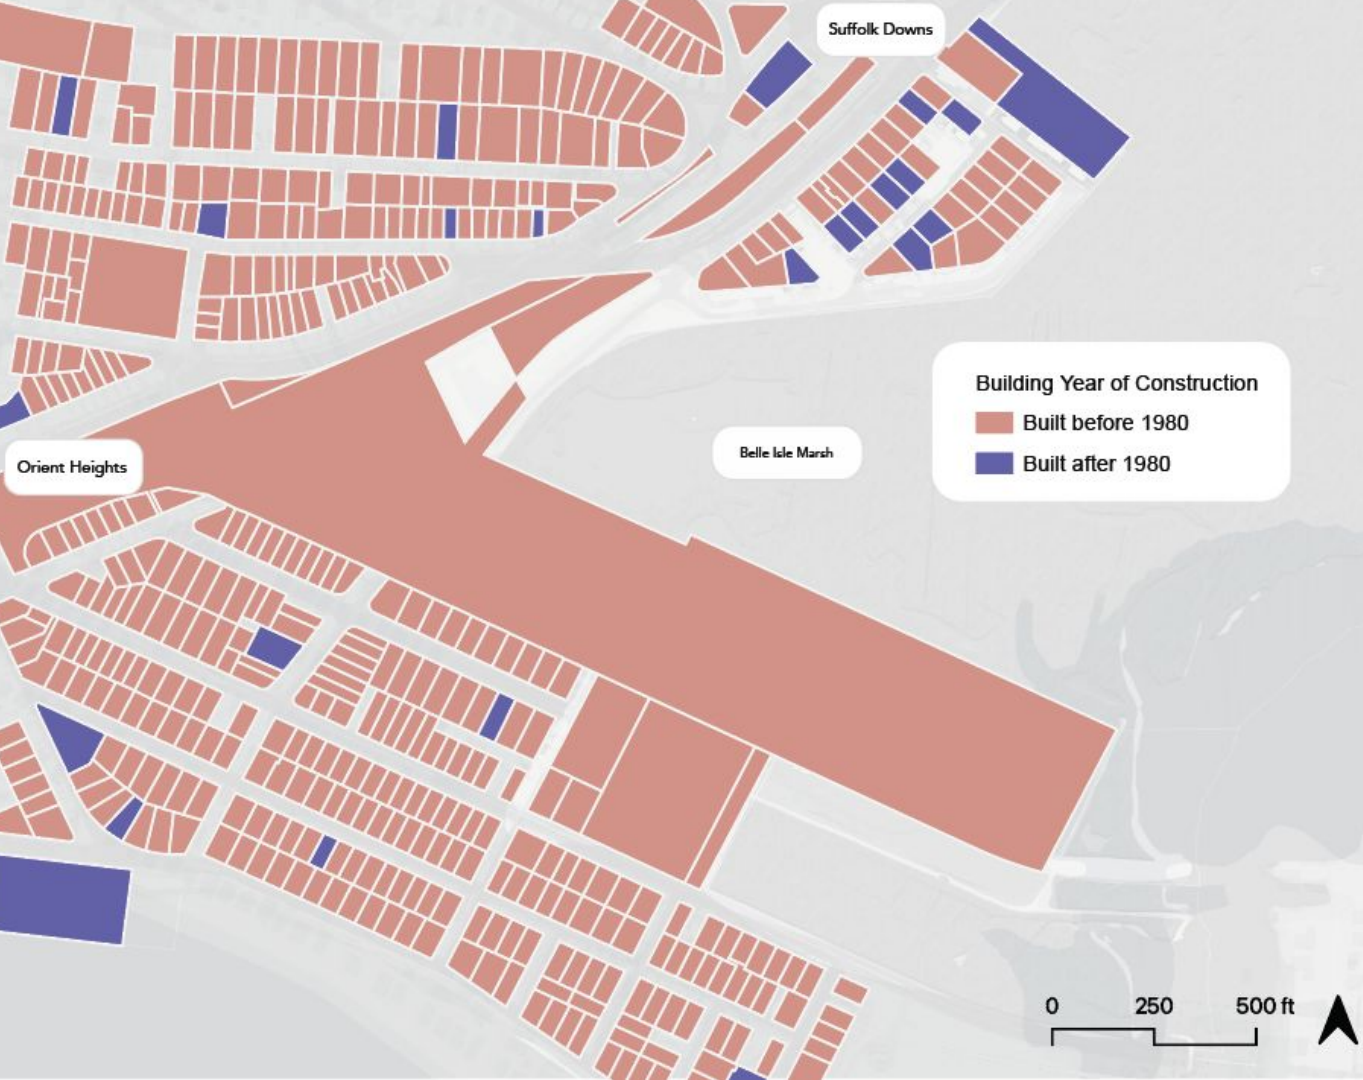 Suffolk Downs
Building Year of Construction
Built before 1980
Built after 1980
Belle Isle Marsh
Orient Heights
0 250 500 ft